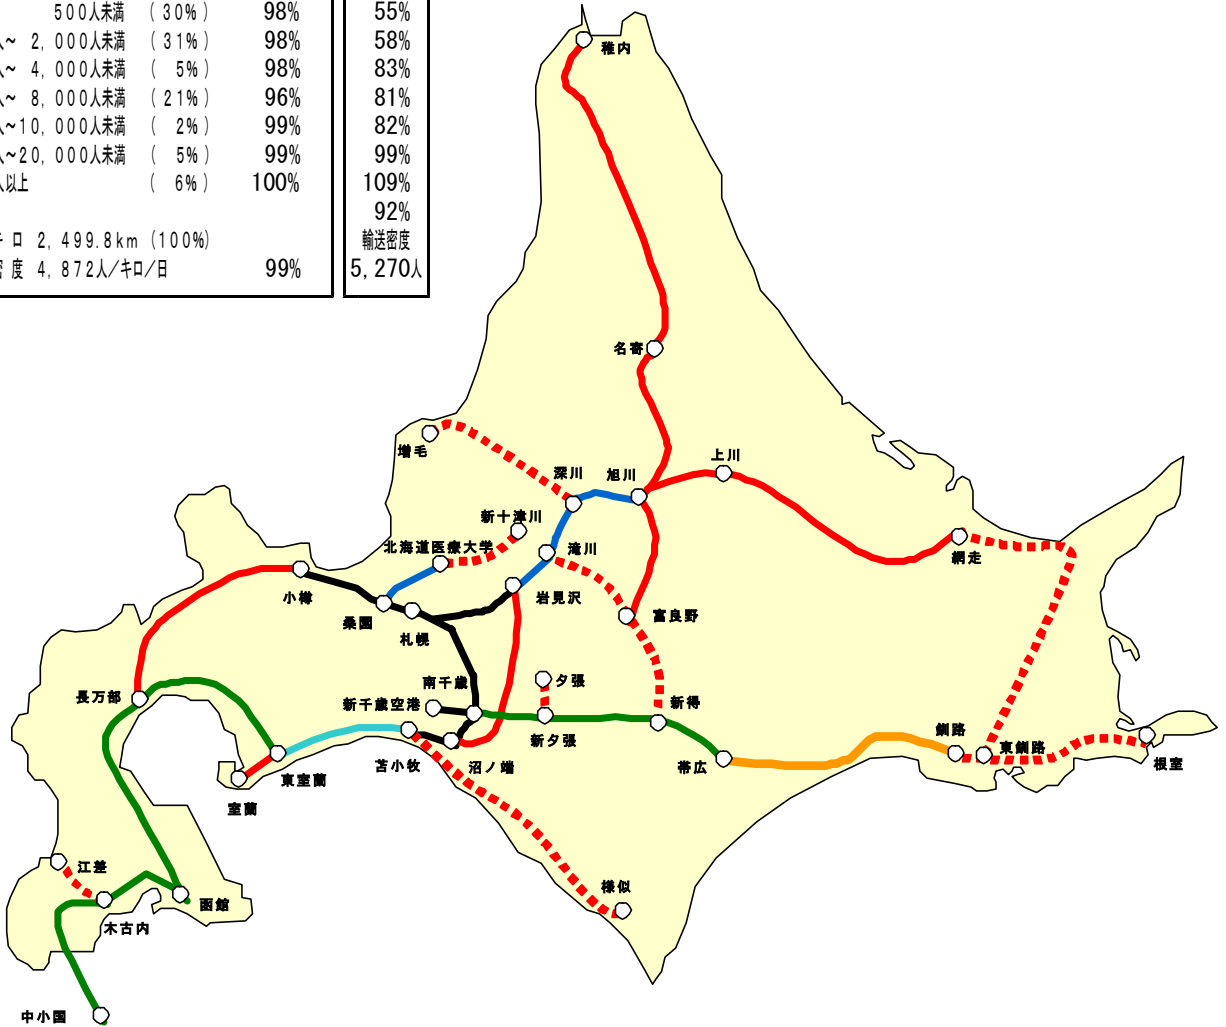 500人未満 (30%) 98% 55%
人~ 2,000人未満 (31%) 98% 58%
人~ 4,000人未満 ( 5%) 98% 83%
人~ 8,000人未満 (21%) 96% 81%
人~10,000人未満 ( 2%) 99% 82%
人~20,000人未満 ( 5%) 99% 99%
人以上 ( 6%) 100% 109%
92%
キロ 2,499.8km (100%) 輸送密度
密度 4,872人/キロ/日 99% 5,270人
稚内
名寄
増毛
深川
旭川
上川
新十津川
北海道医療大学
滝川
網走
小樽
桑園
札幌
岩見沢
富良野
南千歳
夕張
長万部
新千歳空港
新得
新夕張
釧路
東釧路
根室
苫小牧
沼ノ端
帯広
東室蘭
室蘭
江差
様似
函館
木古内
中小国